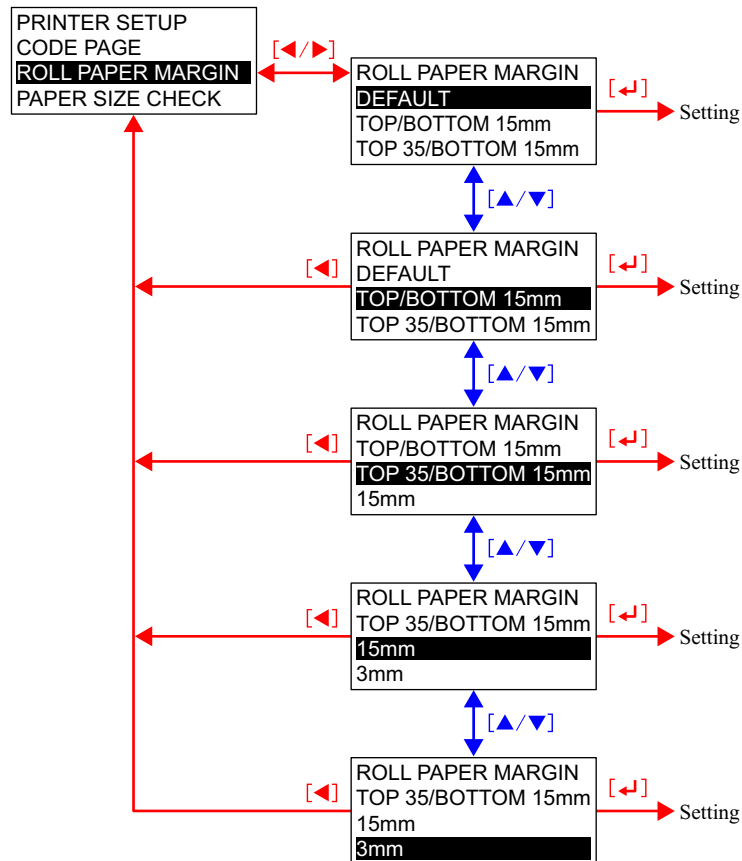 PRINTER SETUP
CODE PAGE
ROLL PAPER MARGIN
PAPER SIZE CHECK
[◀/▶]
ROLL PAPER MARGIN
DEFAULT
TOP/BOTTOM 15mm
TOP 35/BOTTOM 15mm
[↵]
Setting
[▲/▼]
[◀]
ROLL PAPER MARGIN
DEFAULT
TOP/BOTTOM 15mm
TOP 35/BOTTOM 15mm
[↵]
Setting
[▲/▼]
[◀]
ROLL PAPER MARGIN
TOP/BOTTOM 15mm
TOP 35/BOTTOM 15mm
15mm
[↵]
Setting
[▲/▼]
[◀]
ROLL PAPER MARGIN
TOP 35/BOTTOM 15mm
15mm
3mm
[↵]
Setting
[▲/▼]
[◀]
ROLL PAPER MARGIN
TOP 35/BOTTOM 15mm
15mm
3mm
[↵]
Setting